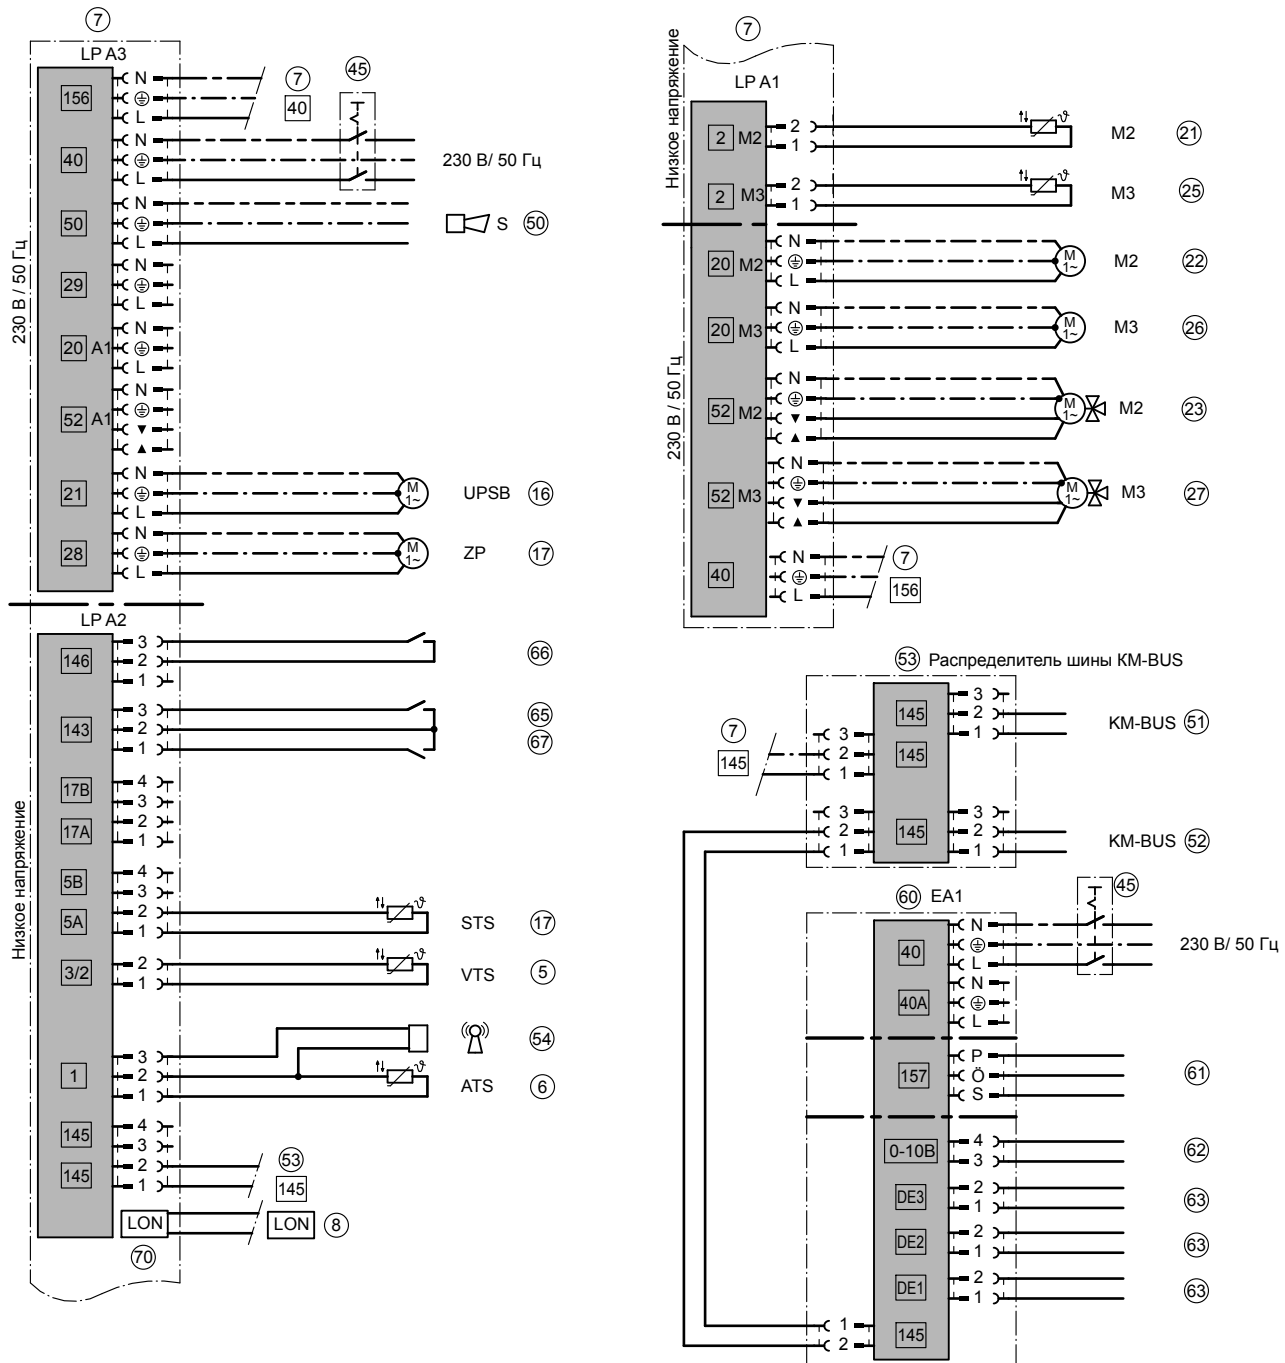 7
LP A3
230 В / 50 Гц
156
N
L
7
40
45
40
N
L
230 В/ 50 Гц
50
N
L
S 50
29
N
L
20 A1
N
L
52 A1
N
▼
▲
21
N
L
M
1~
UPSB 16
28
N
L
M
1~
ZP 17
LP A2
Низкое напряжение
146
3
2
1
66
143
3
2
1
65
67
17B
4
3
17A
2
1
5B
4
3
5A
2
1
ϑ
STS 17
3/2
2
1
ϑ
VTS 5
54
1
3
2
1
ϑ
ATS 6
145
4
3
145
2
1
53
145
LON
LON 8
70
7
LP A1
Низкое напряжение
2 M2
2
1
ϑ
M2 21
2 M3
2
1
ϑ
M3 25
230 В / 50 Гц
20 M2
N
L
M
1~
M2 22
20 M3
N
L
M
1~
M3 26
52 M2
N
▼
▲
M
1~
M2 23
52 M3
N
▼
▲
M
1~
M3 27
40
N
L
7
156
53 Распределитель шины KM-BUS
145
3
2
1
KM-BUS 51
7
145
3
2
1
145
3
2
1
145
3
2
1
KM-BUS 52
60 EA1
45
40
N
L
230 В/ 50 Гц
40A
N
L
157
P
Ö
S
61
0-10В
4
3
62
DE3
2
1
63
DE2
2
1
63
DE1
2
1
63
1
2
145